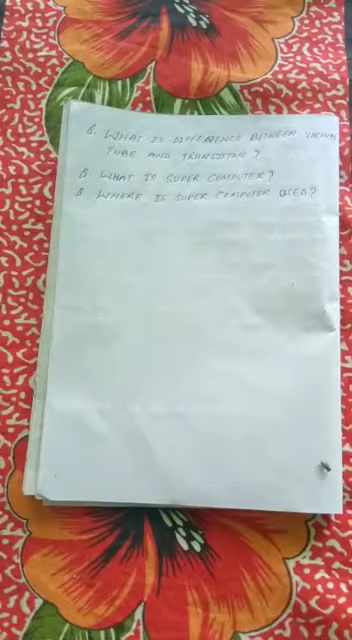 Q. WHAT IS DIFFERENCE BETWEEN VACUUM
TUBE AND TRANSISTOR?
Q. WHAT IS SUPER COMPUTER?
Q WHERE IS SUPER COMPUTER USED?